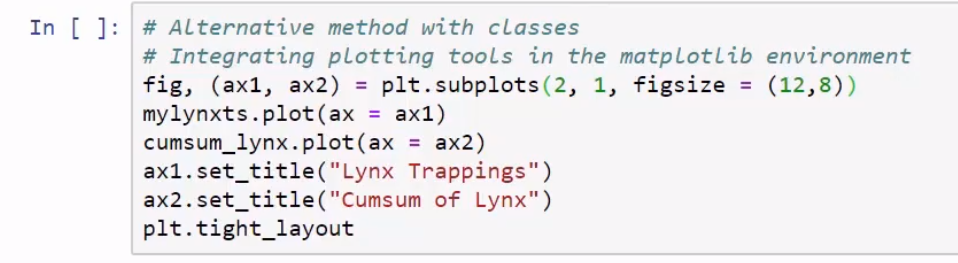 In [ ]: # Alternative method with classes
# Integrating plotting tools in the matplotlib environment
fig, (ax1, ax2) = plt.subplots(2, 1, figsize = (12,8))
mylynxts.plot(ax = ax1)
cumsum_lynx.plot(ax = ax2)
ax1.set_title("Lynx Trappings")
ax2.set_title("Cumsum of Lynx")
plt.tight_layout